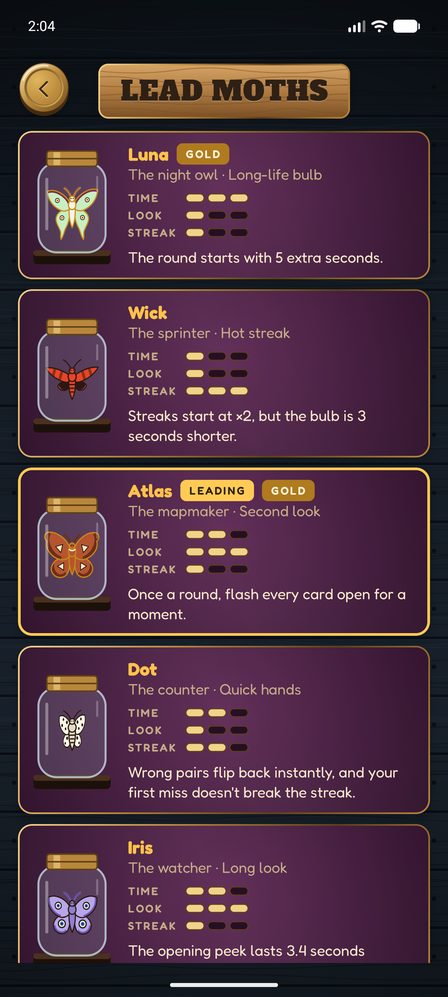 2:04
LEAD MOTHS
Luna GOLD
The night owl · Long-life bulb
TIME
LOOK
STREAK
The round starts with 5 extra seconds.
Wick
The sprinter · Hot streak
TIME
LOOK
STREAK
Streaks start at ×2, but the bulb is 3
seconds shorter.
Atlas LEADING GOLD
The mapmaker · Second look
TIME
LOOK
STREAK
Once a round, flash every card open for a
moment.
Dot
The counter · Quick hands
TIME
LOOK
STREAK
Wrong pairs flip back instantly, and your
first miss doesn't break the streak.
Iris
The watcher · Long look
TIME
LOOK
STREAK
The opening peek lasts 3.4 seconds